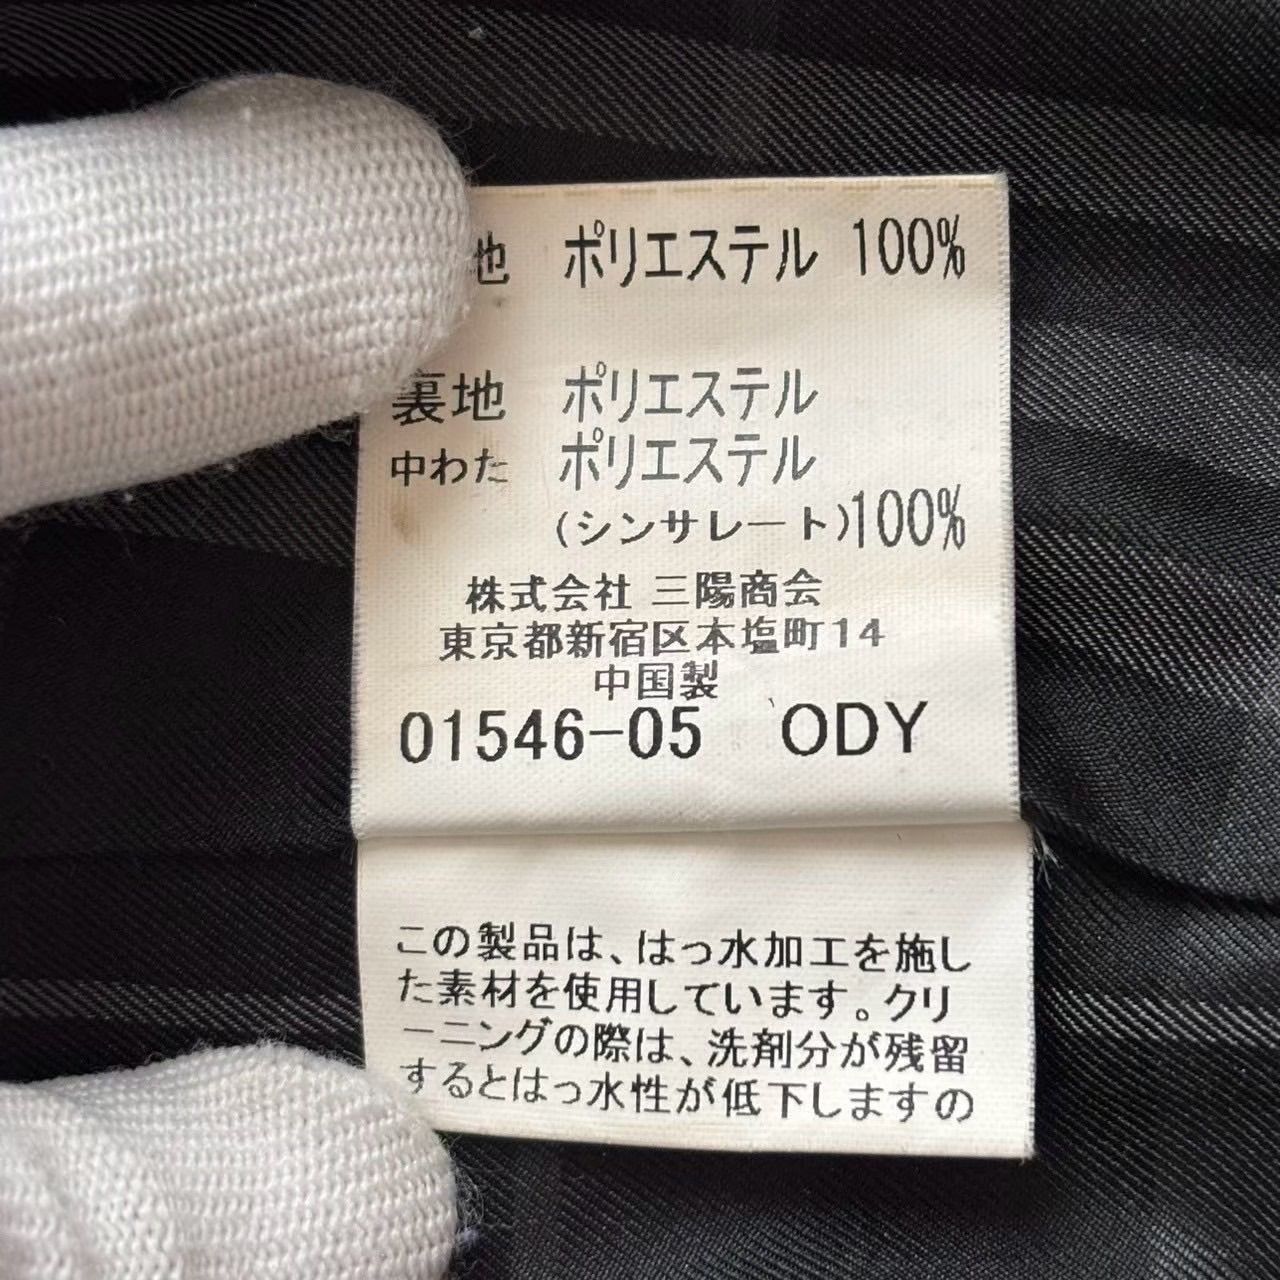 地 ポリエステル 100%
裏地 ポリエステル
中わた ポリエステル
(シンサレート)100%
株式会社 三陽商会
東京都新宿区本塩町14
中国製
01546-05 ODY
この製品は、はっ水加工を施し
た素材を使用しています。クリ
ーニングの際は、洗剤分が残留
するとはっ水性が低下しますの